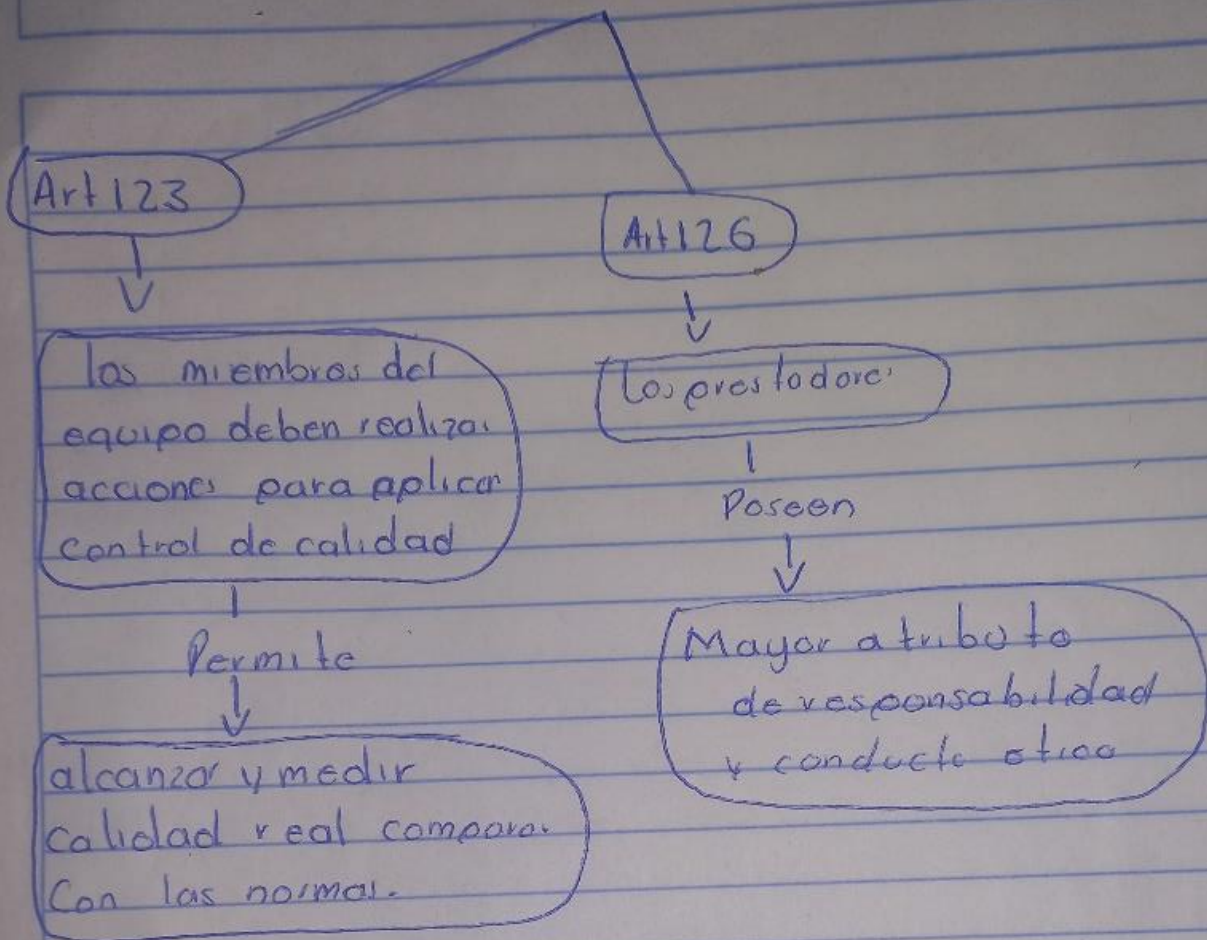 Art 123
los miembros del
equipo deben realizar
acciones para aplicar
control de calidad
Permite
alcanzar y medir
calidad real comparar
Con las normas.
Art 126
Los prestadores
Poseen
Mayor atributo
de responsabilidad
y conducta etica